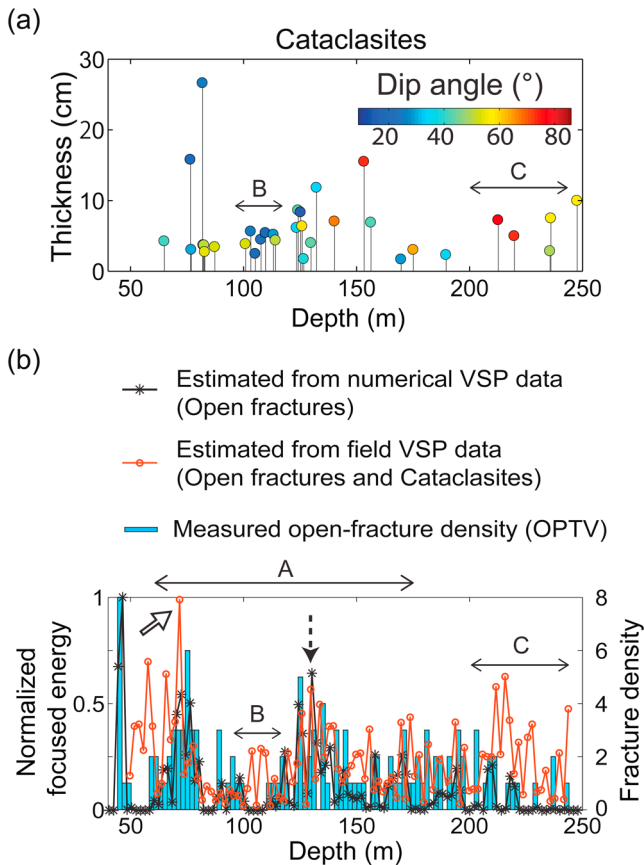 (a)
Cataclasites
Thickness (cm)
30
20
10
0
Dip angle (°)
20 40 60 80
B
C
50 100 150 200 250
Depth (m)
(b)
Estimated from numerical VSP data
(Open fractures)
Estimated from field VSP data
(Open fractures and Cataclasites)
Measured open-fracture density (OPTV)
A
B
C
Normalized
focused energy
1
0.5
0
8
6
4
2
0
Fracture density
50 100 150 200 250
Depth (m)